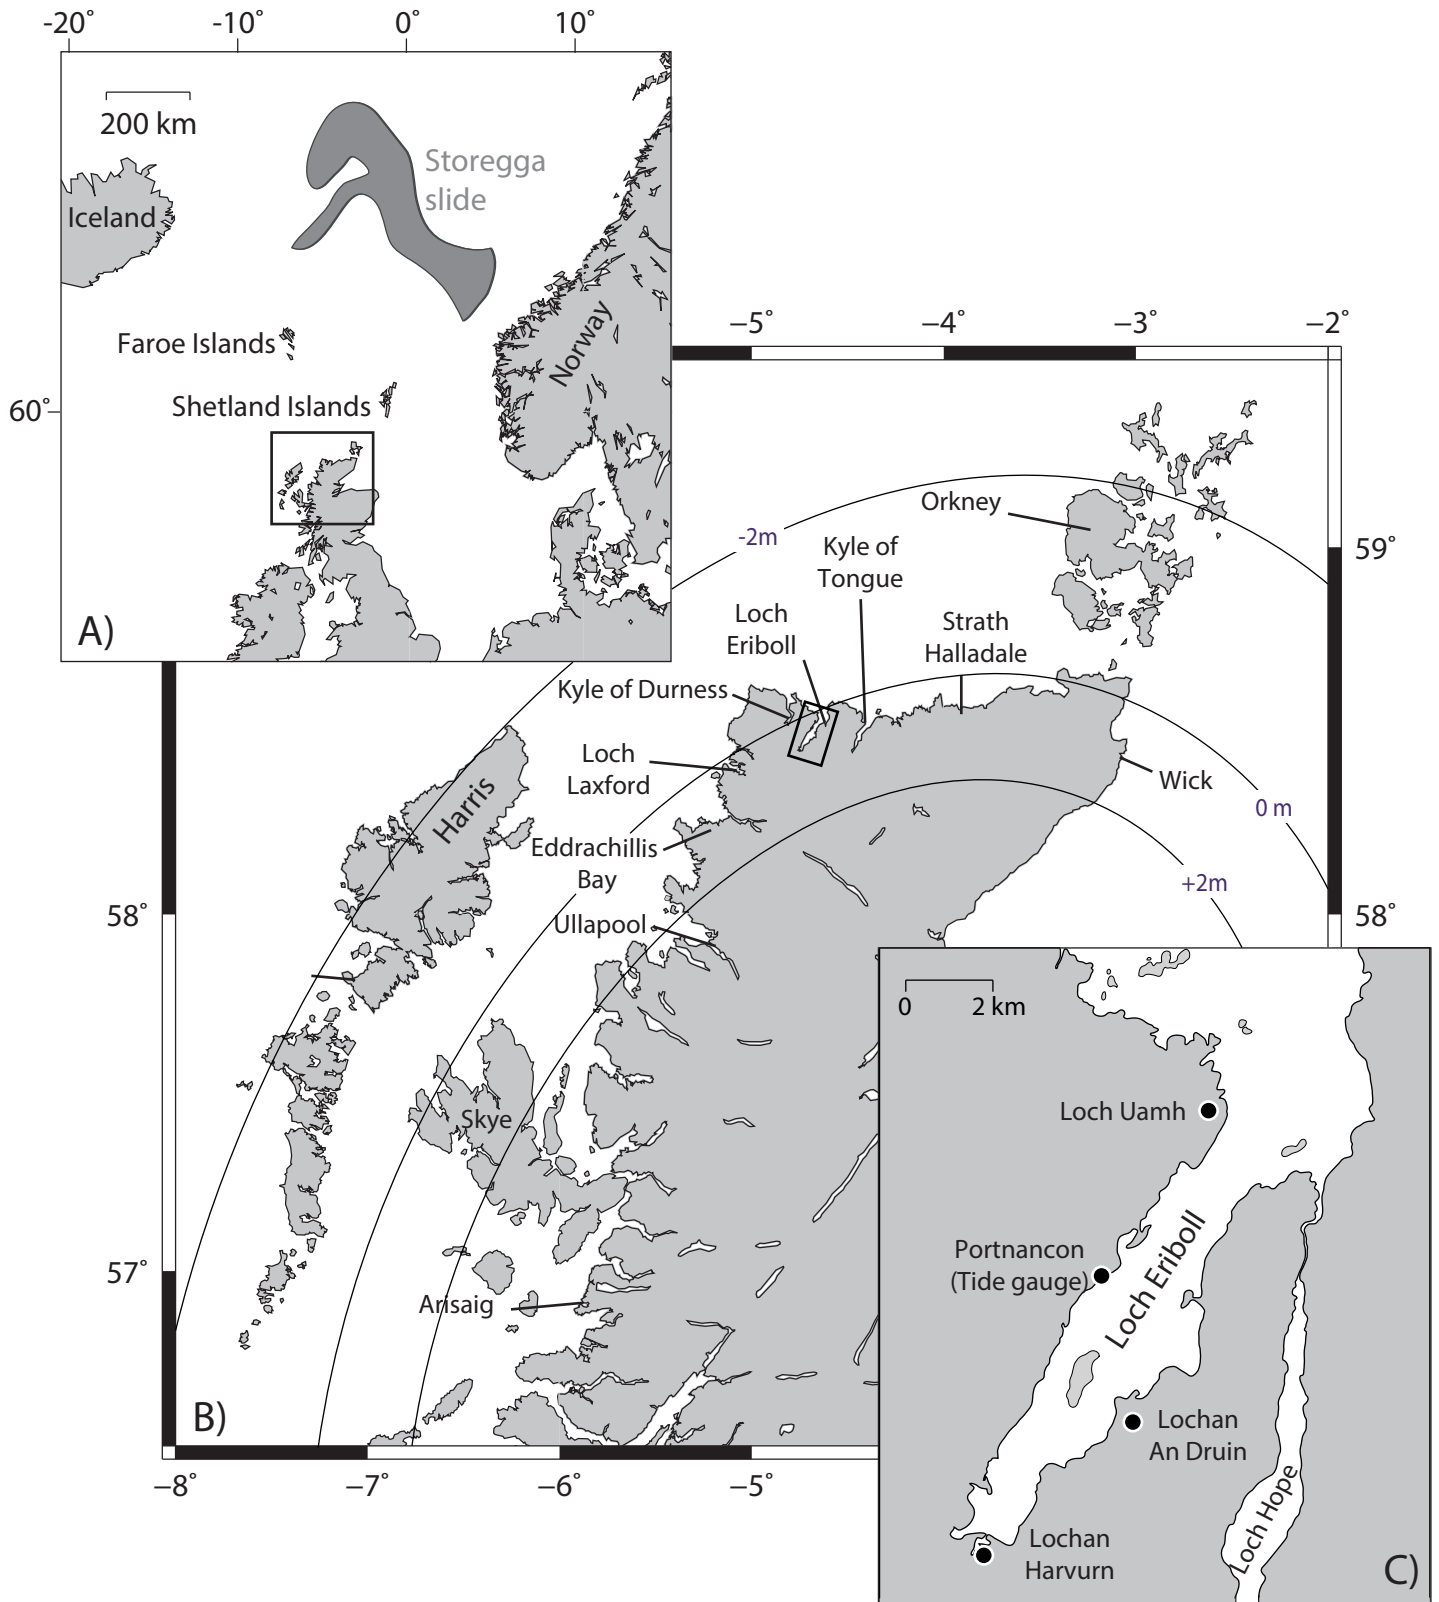 -20˚
-10˚
0˚
10˚
200 km
Storegga
slide
Iceland
Norway
Faroe Islands
Shetland Islands
60˚
A)
−5˚
−4˚
−3˚
−2˚
Orkney
-2m
Kyle of
Tongue
59˚
Loch
Eriboll
Strath
Halladale
Kyle of Durness
Loch
Laxford
Wick
Harris
0 m
Eddrachillis
Bay
+2m
58˚
58˚
Ullapool
Skye
57˚
Arisaig
B)
−8˚
−7˚
−6˚
−5˚
0
2 km
Loch Uamh
Portnancon
(Tide gauge)
Loch Eriboll
Lochan
An Druin
Loch Hope
Lochan
Harvurn
C)